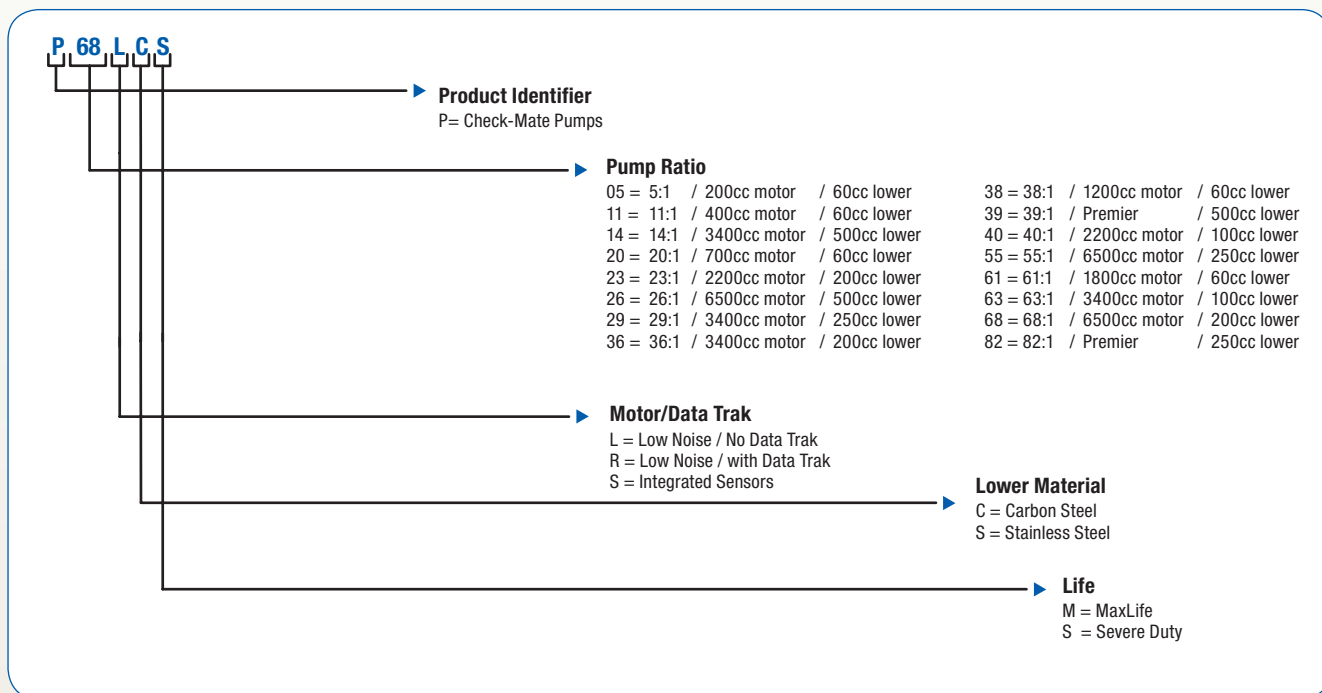 P 68 L C S
Product Identifier
P= Check-Mate Pumps
Pump Ratio
05 = 5:1 / 200cc motor / 60cc lower
11 = 11:1 / 400cc motor / 60cc lower
14 = 14:1 / 3400cc motor / 500cc lower
20 = 20:1 / 700cc motor / 60cc lower
23 = 23:1 / 2200cc motor / 200cc lower
26 = 26:1 / 6500cc motor / 500cc lower
29 = 29:1 / 3400cc motor / 250cc lower
36 = 36:1 / 3400cc motor / 200cc lower
38 = 38:1 / 1200cc motor / 60cc lower
39 = 39:1 / Premier / 500cc lower
40 = 40:1 / 2200cc motor / 100cc lower
55 = 55:1 / 6500cc motor / 250cc lower
61 = 61:1 / 1800cc motor / 60cc lower
63 = 63:1 / 3400cc motor / 100cc lower
68 = 68:1 / 6500cc motor / 200cc lower
82 = 82:1 / Premier / 250cc lower
Motor/Data Trak
L = Low Noise / No Data Trak
R = Low Noise / with Data Trak
S = Integrated Sensors
Lower Material
C = Carbon Steel
S = Stainless Steel
Life
M = MaxLife
S = Severe Duty